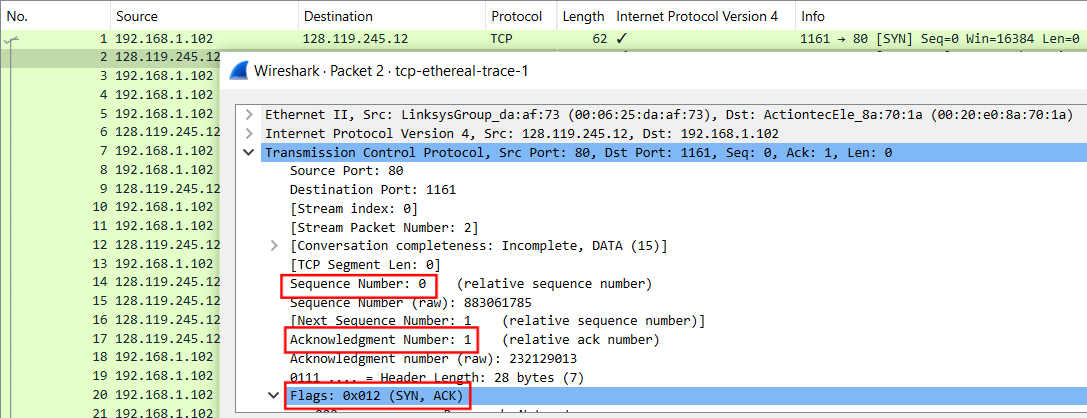 No. Source Destination Protocol Length Internet Protocol Version 4 Info
1 192.168.1.102 128.119.245.12 TCP 62 ✓ 1161 → 80 [SYN] Seq=0 Win=16384 Len=0
2 128.119.245.12
3 192.168.1.102
Wireshark · Packet 2 · tcp-ethereal-trace-1
4 192.168.1.102
5 192.168.1.102
Ethernet II, Src: LinksysGroup_da:af:73 (00:06:25:da:af:73), Dst: ActiontecEle_8a:70:1a (00:20:e0:8a:70:1a)
6 128.119.245.12
Internet Protocol Version 4, Src: 128.119.245.12, Dst: 192.168.1.102
7 192.168.1.102
Transmission Control Protocol, Src Port: 80, Dst Port: 1161, Seq: 0, Ack: 1, Len: 0
8 192.168.1.102
Source Port: 80
9 128.119.245.12
Destination Port: 1161
10 192.168.1.102
[Stream index: 0]
11 192.168.1.102
[Stream Packet Number: 2]
12 128.119.245.12
[Conversation completeness: Incomplete, DATA (15)]
13 192.168.1.102
[TCP Segment Len: 0]
14 128.119.245.12
Sequence Number: 0 (relative sequence number)
15 128.119.245.12
Sequence Number (raw): 883061785
16 128.119.245.12
[Next Sequence Number: 1 (relative sequence number)]
17 128.119.245.12
Acknowledgment Number: 1 (relative ack number)
18 192.168.1.102
Acknowledgment number (raw): 232129013
19 192.168.1.102
0111 .... = Header Length: 28 bytes (7)
20 192.168.1.102
Flags: 0x012 (SYN, ACK)
21 192.168.1.102